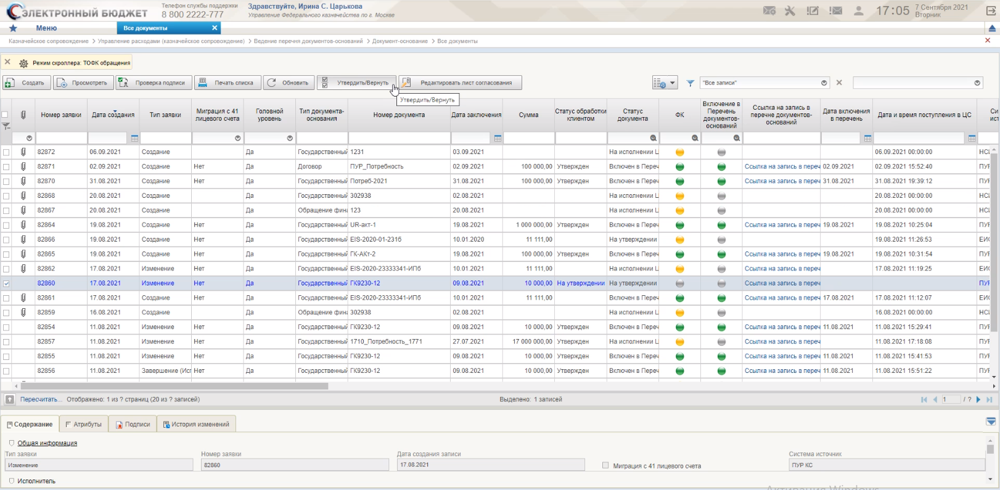 ЭЛЕКТРОННЫЙ БЮДЖЕТ
Телефон службы поддержки
8 800 2222-777
Здравствуйте, Ирина С. Царькова
Управление Федерального казначейства по г. Москве
17:05
7 Сентября 2021
Вторник
Меню
Все документы
Казначейское сопровождение > Управление расходами (казначейское сопровождение) > Ведение перечня документов-оснований > Документ-основание > Все документы
Режим скроллера: ТОФК обращения
Создать Просмотреть Проверка подписи Печать списка Обновить Утвердить/Вернуть Редактировать лист согласования "Все записи"
Утвердить/Вернуть
Номер заявки Дата создания Тип заявки Миграция с 41 лицевого счета Головной уровень Тип документа-основания Номер документа Дата заключения Сумма Статус обработки клиентом Статус документа ФК Включение в Перечень документов-оснований Ссылка на запись в перечне документов-оснований Дата включения в перечень Дата и время поступления в ЦС Си ист
82872 06.09.2021 Создание Да Государственный 1231 03.09.2021 На исполнении Ц 06.09.2021 00:00:00 НСИ
82871 02.09.2021 Создание Нет Да Договор ПУР_Потребность 02.09.2021 100 000,00 Утвержден Включен в Переч Ссылка на запись в переч 02.09.2021 02.09.2021 15:52:40 ПУР
82870 31.08.2021 Создание Нет Да Государственный Потреб-2021 31.08.2021 100 000,00 Утвержден Включен в Переч Ссылка на запись в переч 31.08.2021 31.08.2021 19:39:12 ПУР
82868 20.08.2021 Создание Да Государственный 302938 02.08.2021 На исполнении Ц 20.08.2021 00:00:00 НСИ
82867 20.08.2021 Создание Да Обращение фина 123 20.08.2021 На исполнении Ц 20.08.2021 00:00:00 НСИ
82864 19.08.2021 Создание Нет Да Государственный UR-акт-1 19.08.2021 1 000 000,00 Утвержден Включен в Переч Ссылка на запись в переч 19.08.2021 19.08.2021 10:25:04 ПУР
82866 19.08.2021 Создание Нет Да Государственный EIS-2020-01-2316 10.01.2020 11 111,00 На утверждении 19.08.2021 11:26:53 ЕИС
82865 19.08.2021 Создание Нет Да Государственный ГК-АКт-2 19.08.2021 100 000,00 Утвержден Включен в Переч Ссылка на запись в переч 19.08.2021 19.08.2021 10:31:54 ПУР
82862 17.08.2021 Изменение Нет Да Государственный EIS-2020-23333341-ИП6 10.01.2021 11 111,00 На исполнении Ц Ссылка на запись в переч 17.08.2021 11:19:25 ЕИС
82860 17.08.2021 Изменение Нет Да Государственный ГК9230-12 09.08.2021 10 000,00 На утверждении На утверждении Ссылка на запись в переч ПУР
82861 17.08.2021 Создание Нет Да Государственный EIS-2020-23333341-ИП6 10.01.2021 11 111,00 Включен в Переч Ссылка на запись в переч 17.08.2021 17.08.2021 11:12:07 ЕИС
82859 16.08.2021 Создание Да Обращение фина 302938 02.08.2021 На исполнении Ц 16.08.2021 00:00:00 НСИ
82854 11.08.2021 Изменение Нет Да Государственный ГК9230-12 09.08.2021 10 000,00 Утвержден Включен в Переч Ссылка на запись в переч 11.08.2021 11.08.2021 15:29:41 ПУР
82857 11.08.2021 Изменение Нет Да Государственный 1710_Потребность_1771 27.07.2021 17 000 000,00 Утвержден На исполнении Ц Ссылка на запись в переч 11.08.2021 17:18:08 ПУР
82855 11.08.2021 Изменение Нет Да Государственный ГК9230-12 09.08.2021 10 000,00 Утвержден Включен в Переч Ссылка на запись в переч 11.08.2021 11.08.2021 15:41:53 ПУР
82856 11.08.2021 Завершение (Исп Нет Да Государственный ГК9230-12 09.08.2021 10 000,00 Утвержден Включен в Переч Ссылка на запись в переч 11.08.2021 11.08.2021 15:51:22 ПУР
Пересчитать... Отображено: 1 из ? страниц (20 из ? записей) Выделено: 1 записей 1 / ?
Содержание Атрибуты Подписи История изменений
Общая информация
Тип заявки Номер заявки Дата создания записи Система источник
Изменение 82860 17.08.2021 Миграция с 41 лицевого счета ПУР КС
Исполнитель